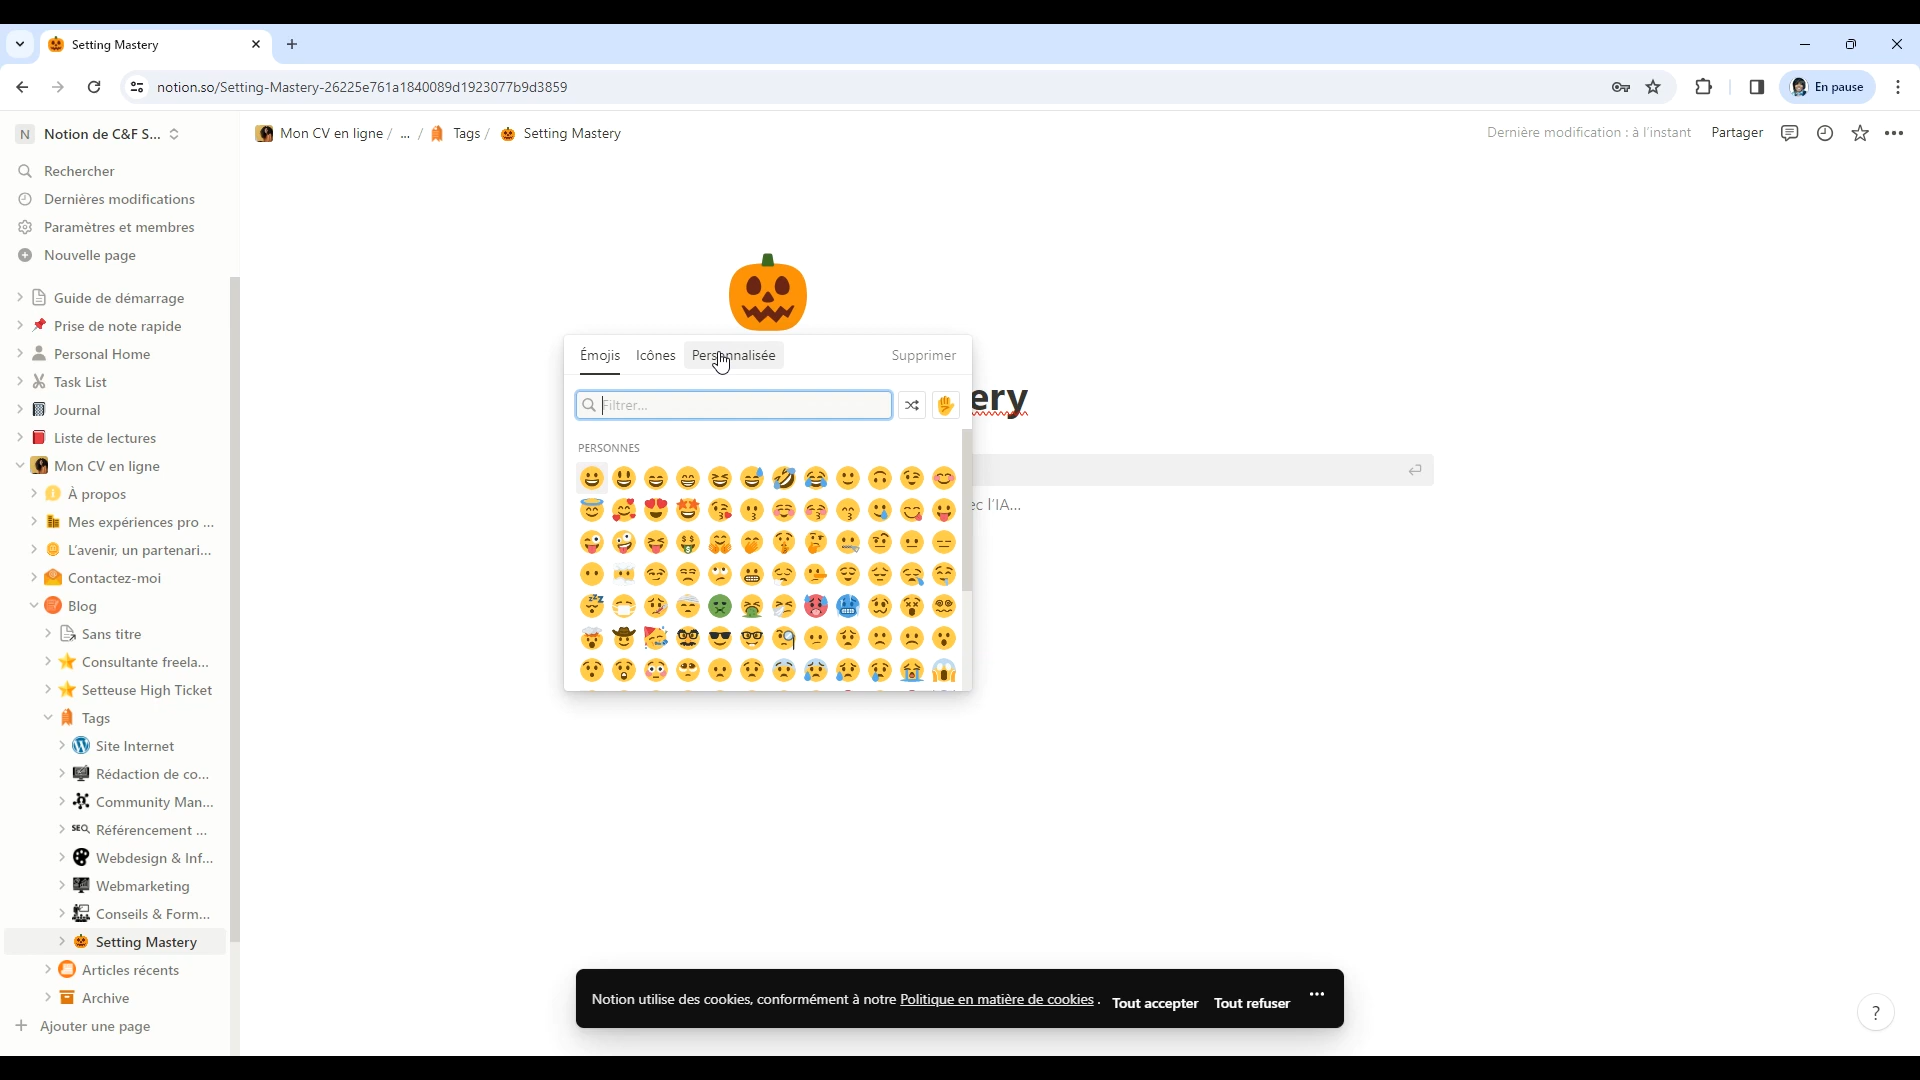 Setting Mastery
notion.so/Setting-Mastery-26225e761a1840089d1923077b9d3859
En pause
N Notion de C&F S...
Mon CV en ligne / ... / Tags / Setting Mastery
Dernière modification : à l'instant
Partager
Rechercher
Dernières modifications
Paramètres et membres
Nouvelle page
Guide de démarrage
Prise de note rapide
Personal Home
Task List
Journal
Liste de lectures
Mon CV en ligne
À propos
Mes expériences pro ...
L'avenir, un partenari...
Contactez-moi
Blog
Sans titre
Consultante freela...
Setteuse High Ticket
Tags
Site Internet
Rédaction de co...
Community Man...
SEO Référencement ...
Webdesign & Inf...
Webmarketing
Conseils & Form...
Setting Mastery
Articles récents
Archive
Ajouter une page
Émojis Icônes Personnalisée Supprimer
Filtrer...
PERSONNES
ery
ec l'IA...
Notion utilise des cookies, conformément à notre Politique en matière de cookies . Tout accepter Tout refuser ...
?